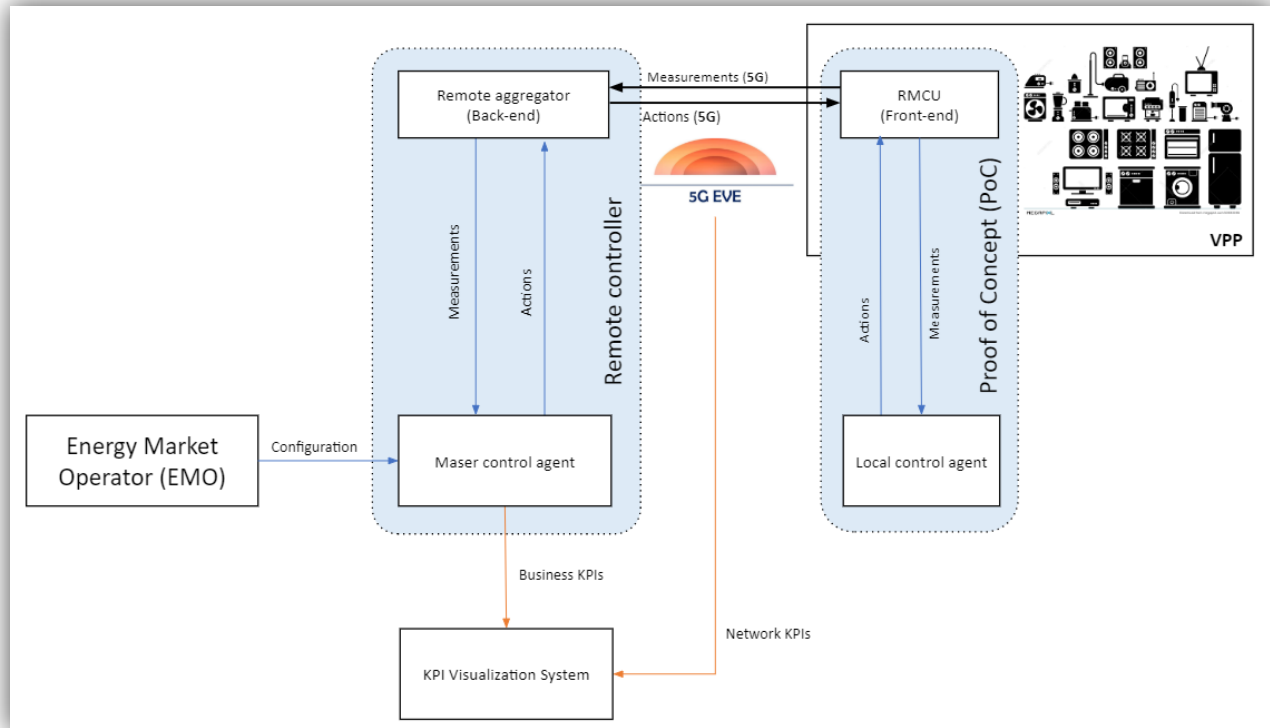 Measurements (5G)
Remote aggregator
(Back-end)
RMCU
(Front-end)
Actions (5G)
5G EVE
VPP
Measurements
Actions
Remote controller
Actions
Measurements
Proof of Concept (PoC)
Energy Market
Operator (EMO)
Configuration
Maser control agent
Local control agent
Business KPIs
Network KPIs
KPI Visualization System